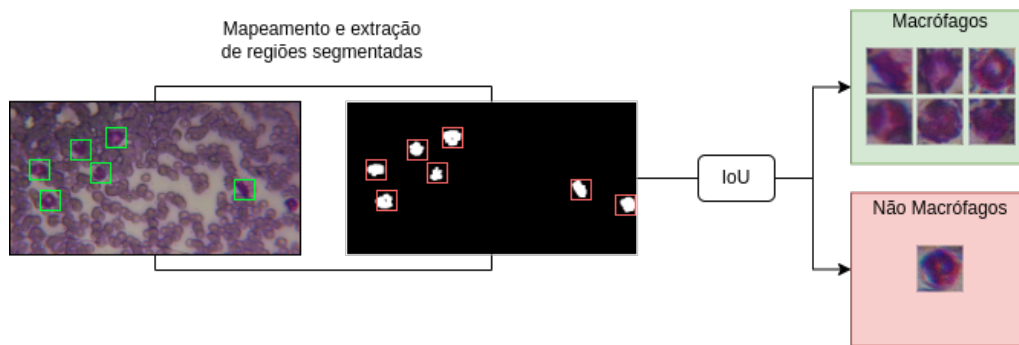 Mapeamento e extração
de regiões segmentadas
IoU
Macrófagos
Não Macrófagos